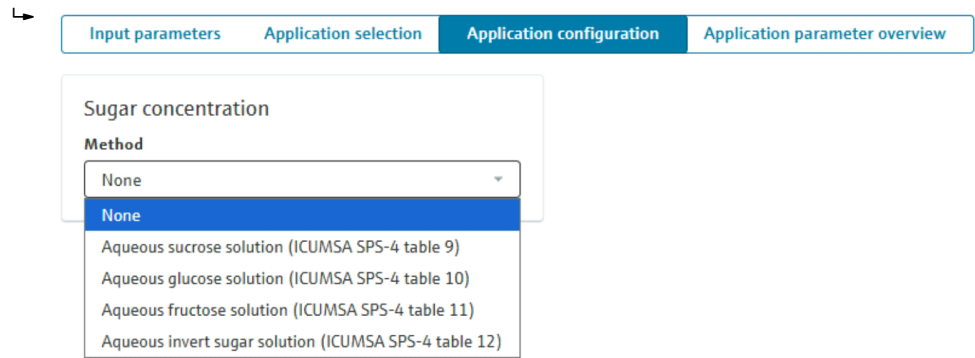 Input parameters Application selection Application configuration Application parameter overview
Sugar concentration
Method
None
None
Aqueous sucrose solution (ICUMSA SPS-4 table 9)
Aqueous glucose solution (ICUMSA SPS-4 table 10)
Aqueous fructose solution (ICUMSA SPS-4 table 11)
Aqueous invert sugar solution (ICUMSA SPS-4 table 12)